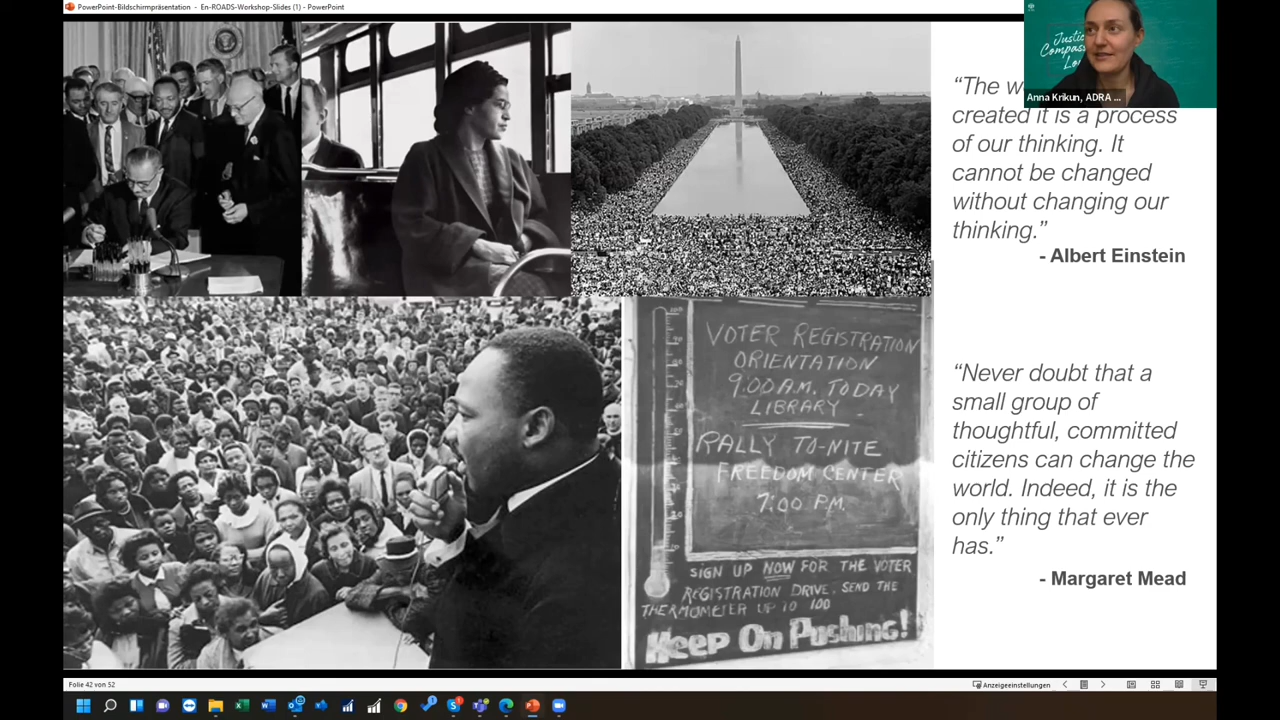 PowerPoint-Bildschirmpräsentation - En-ROADS-Workshop-Slides (1) - PowerPoint
Justic
Compass
Lo
Anna Krikun, ADRA ...
“The w
created it is a process
of our thinking. It
cannot be changed
without changing our
thinking.”
- Albert Einstein
“Never doubt that a
small group of
thoughtful, committed
citizens can change the
world. Indeed, it is the
only thing that ever
has.”
- Margaret Mead
VOTER REGISTRATION
ORIENTATION
9:00 A.M. TODAY
LIBRARY
RALLY TO-NITE
FREEDOM CENTER
7:00 P.M.
SIGN UP NOW FOR THE VOTER
REGISTRATION DRIVE. SEND THE
THERMOMETER UP TO 100
Keep On Pushing!
Folie 42 von 52
Anzeigeeinstellungen